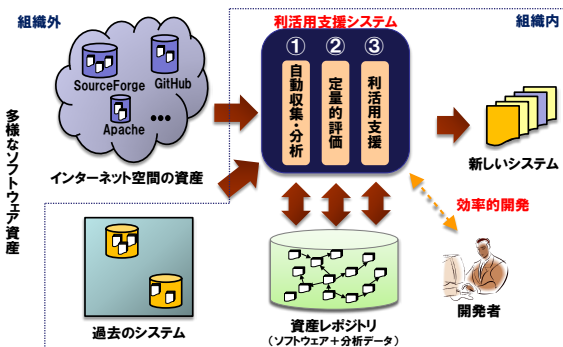 組織外
利活用支援システム
組織内
① ② ③
SourceForge
GitHub
Apache
•••
自動収集・分析
定量的評価
利活用支援
多様なソフトウェア資産
インターネット空間の資産
新しいシステム
効率的開発
過去のシステム
資産レポジトリ
(ソフトウェア+分析データ)
開発者